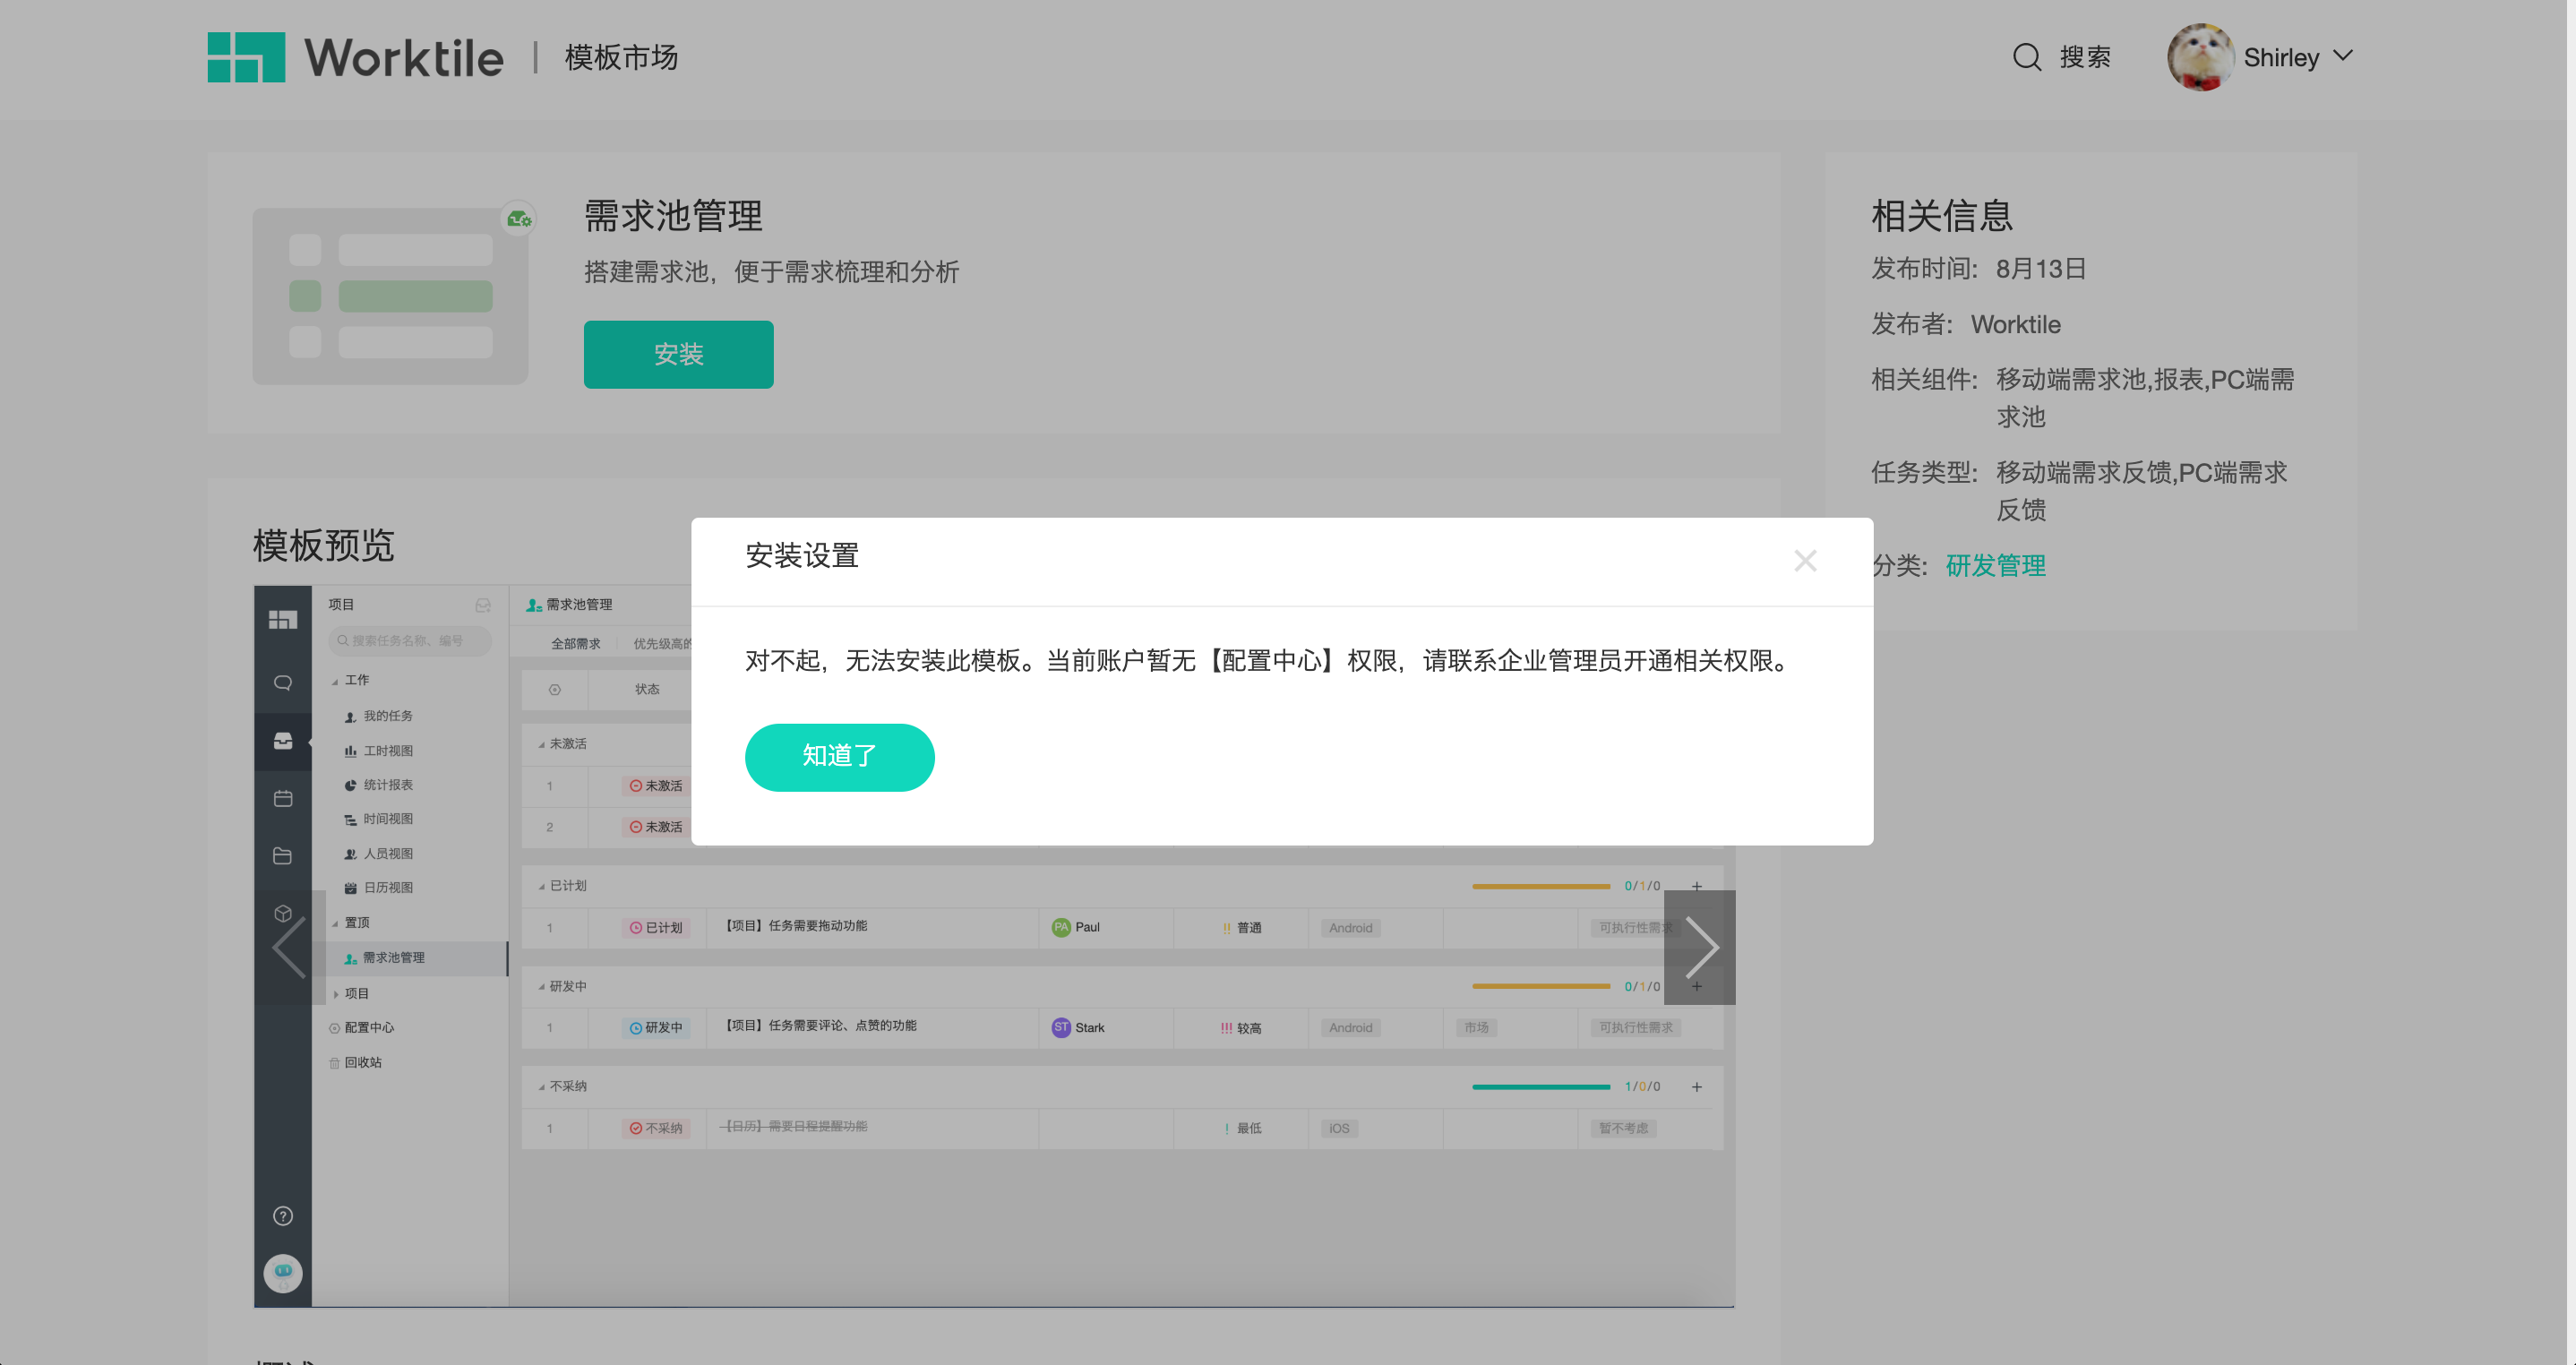 Worktile | 模板市场
搜索
Shirley
需求池管理
搭建需求池，便于需求梳理和分析
安装
相关信息
发布时间: 8月13日
发布者: Worktile
相关组件: 移动端需求池,报表,PC端需
求池
任务类型: 移动端需求反馈,PC端需求
反馈
分类: 研发管理
模板预览
安装设置
对不起，无法安装此模板。当前账户暂无【配置中心】权限，请联系企业管理员开通相关权限。
知道了
项目
搜索任务名称、编号
工作
我的任务
工时视图
统计报表
时间视图
人员视图
日历视图
置顶
需求池管理
项目
配置中心
回收站
需求池管理
全部需求
优先级高的
状态
未激活
1 未激活
2 未激活
已计划 0/1/0
1 已计划 【项目】任务需要拖动功能 PA Paul !! 普通 Android 可执行性需求
研发中 0/1/0
1 研发中 【项目】任务需要评论、点赞的功能 ST Stark !!! 较高 Android 市场 可执行性需求
不采纳 1/0/0
1 不采纳 【日历】需要日程提醒功能 ! 最低 iOS 暂不考虑